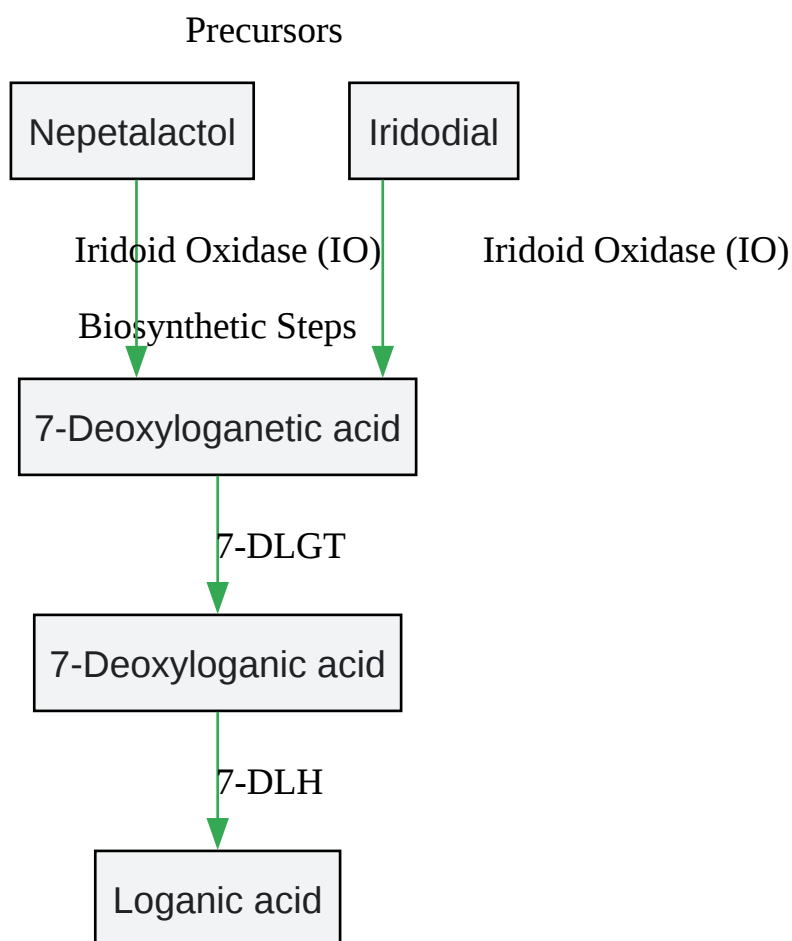 Precursors
Nepetalactol
Iridodial
Iridoid Oxidase (IO)
Iridoid Oxidase (IO)
Biosynthetic Steps
7-Deoxyloganetic acid
7-DLGT
7-Deoxyloganic acid
7-DLH
Loganic acid